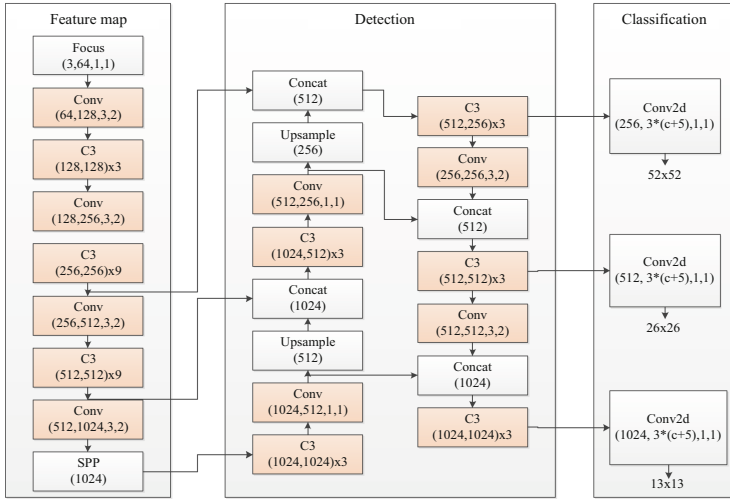 Feature map
Focus
(3,64,1,1)
Conv
(64,128,3,2)
C3
(128,128)x3
Conv
(128,256,3,2)
C3
(256,256)x9
Conv
(256,512,3,2)
C3
(512,512)x9
Conv
(512,1024,3,2)
SPP
(1024)
Detection
Concat
(512)
Upsample
(256)
Conv
(512,256,1,1)
C3
(1024,512)x3
Concat
(1024)
Upsample
(512)
Conv
(1024,512,1,1)
C3
(1024,1024)x3
C3
(512,256)x3
Conv
(256,256,3,2)
Concat
(512)
C3
(512,512)x3
Conv
(512,512,3,2)
Concat
(1024)
C3
(1024,1024)x3
Classification
Conv2d
(256, 3*(c+5),1,1)
52x52
Conv2d
(512, 3*(c+5),1,1)
26x26
Conv2d
(1024, 3*(c+5),1,1)
13x13